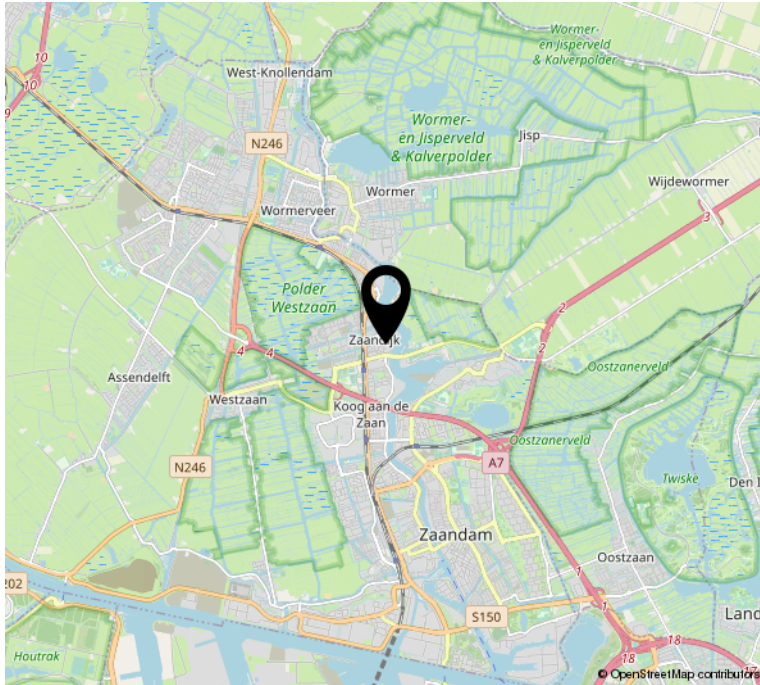 10
10
9
West-Knollendam
Wormer-
en Jisperveld
& Kalverpolder
N246
Wormer-
en Jisperveld
& Kalverpolder
Jisp
Wormer
Wijdewormer
3
Wormerveer
Polder
Westzaan
2
2
Zaandijk
4
4
Assendelft
Westzaan
Koog aan de
Zaan
Oostzanerveld
Oostzanerveld
N246
A7
Twiske
Den I
Zaandam
Oostzaan
1
1
202
S150
Land
Houtrak
18
18
17
© OpenStreetMap contributors